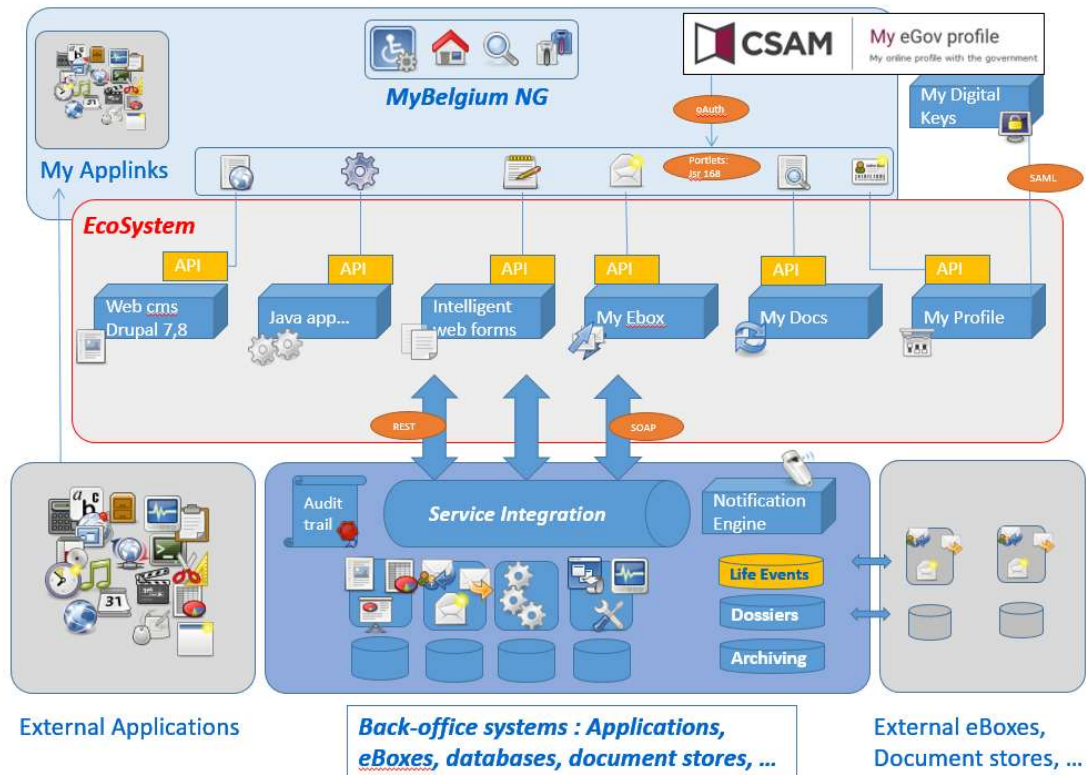 CSAM
My eGov profile
My online profile with the government
MyBelgium NG
oAuth
My Digital
Keys
My Applinks
Portlets:
Jsr 168
SAML
EcoSystem
API
API
API
API
API
API
Web cms
Drupal 7,8
Java app...
Intelligent
web forms
My Ebox
My Docs
My Profile
REST
SOAP
Audit
trail
Service Integration
Notification
Engine
Life Events
Dossiers
Archiving
a b c
31
a b c
31
External Applications
Back-office systems : Applications,
eBoxes, databases, document stores, ...
External eBoxes,
Document stores, ...